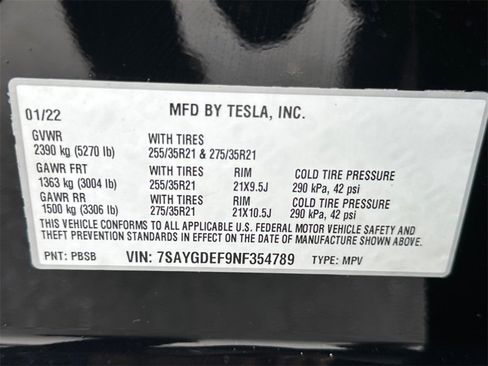 01/22 MFD BY TESLA, INC.
GVWR WITH TIRES
2390 kg (5270 lb) 255/35R21 & 275/35R21
GAWR FRT WITH TIRES RIM COLD TIRE PRESSURE
1363 kg (3004 lb) 255/35R21 21X9.5J 290 kPa, 42 psi
GAWR RR WITH TIRES RIM COLD TIRE PRESSURE
1500 kg (3306 lb) 275/35R21 21X10.5J 290 kPa, 42 psi
THIS VEHICLE CONFORMS TO ALL APPLICABLE U.S. FEDERAL MOTOR VEHICLE SAFETY
AND THEFT PREVENTION STANDARDS IN EFFECT ON THE DATE OF MANUFACTURE SHOWN ABOVE.
PNT: PBSB VIN: 7SAYGDEF9NF354789 TYPE: MPV